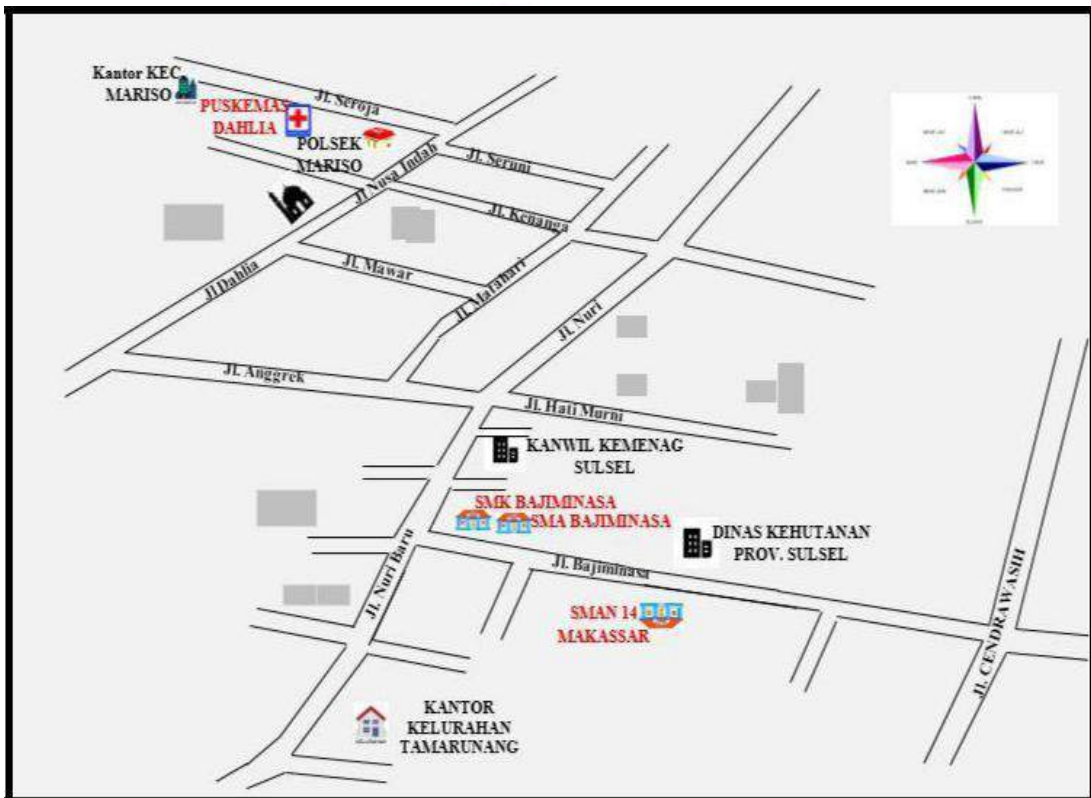 Kantor KEC.
MARISO
Jl. Seroja
PUSKEMAS
DAHLIA
POLSEK
MARISO
Jl. Seruni
Jl Nusa Indah
Jl. Kenanga
Jl. Mawar
Jl Dahlia
Jl. Matahari
Jl. Nuri
Jl. Anggrek
Jl. Hati Murni
KANWIL KEMENAG
SULSEL
SMK BAJIMINASA
SMA BAJIMINASA
DINAS KEHUTANAN
PROV. SULSEL
Jl. Nuri Baru
Jl. Bajiminasa
SMAN 14
MAKASSAR
Jl. CENDRAWASIH
KANTOR
KELURAHAN
TAMARUNANG